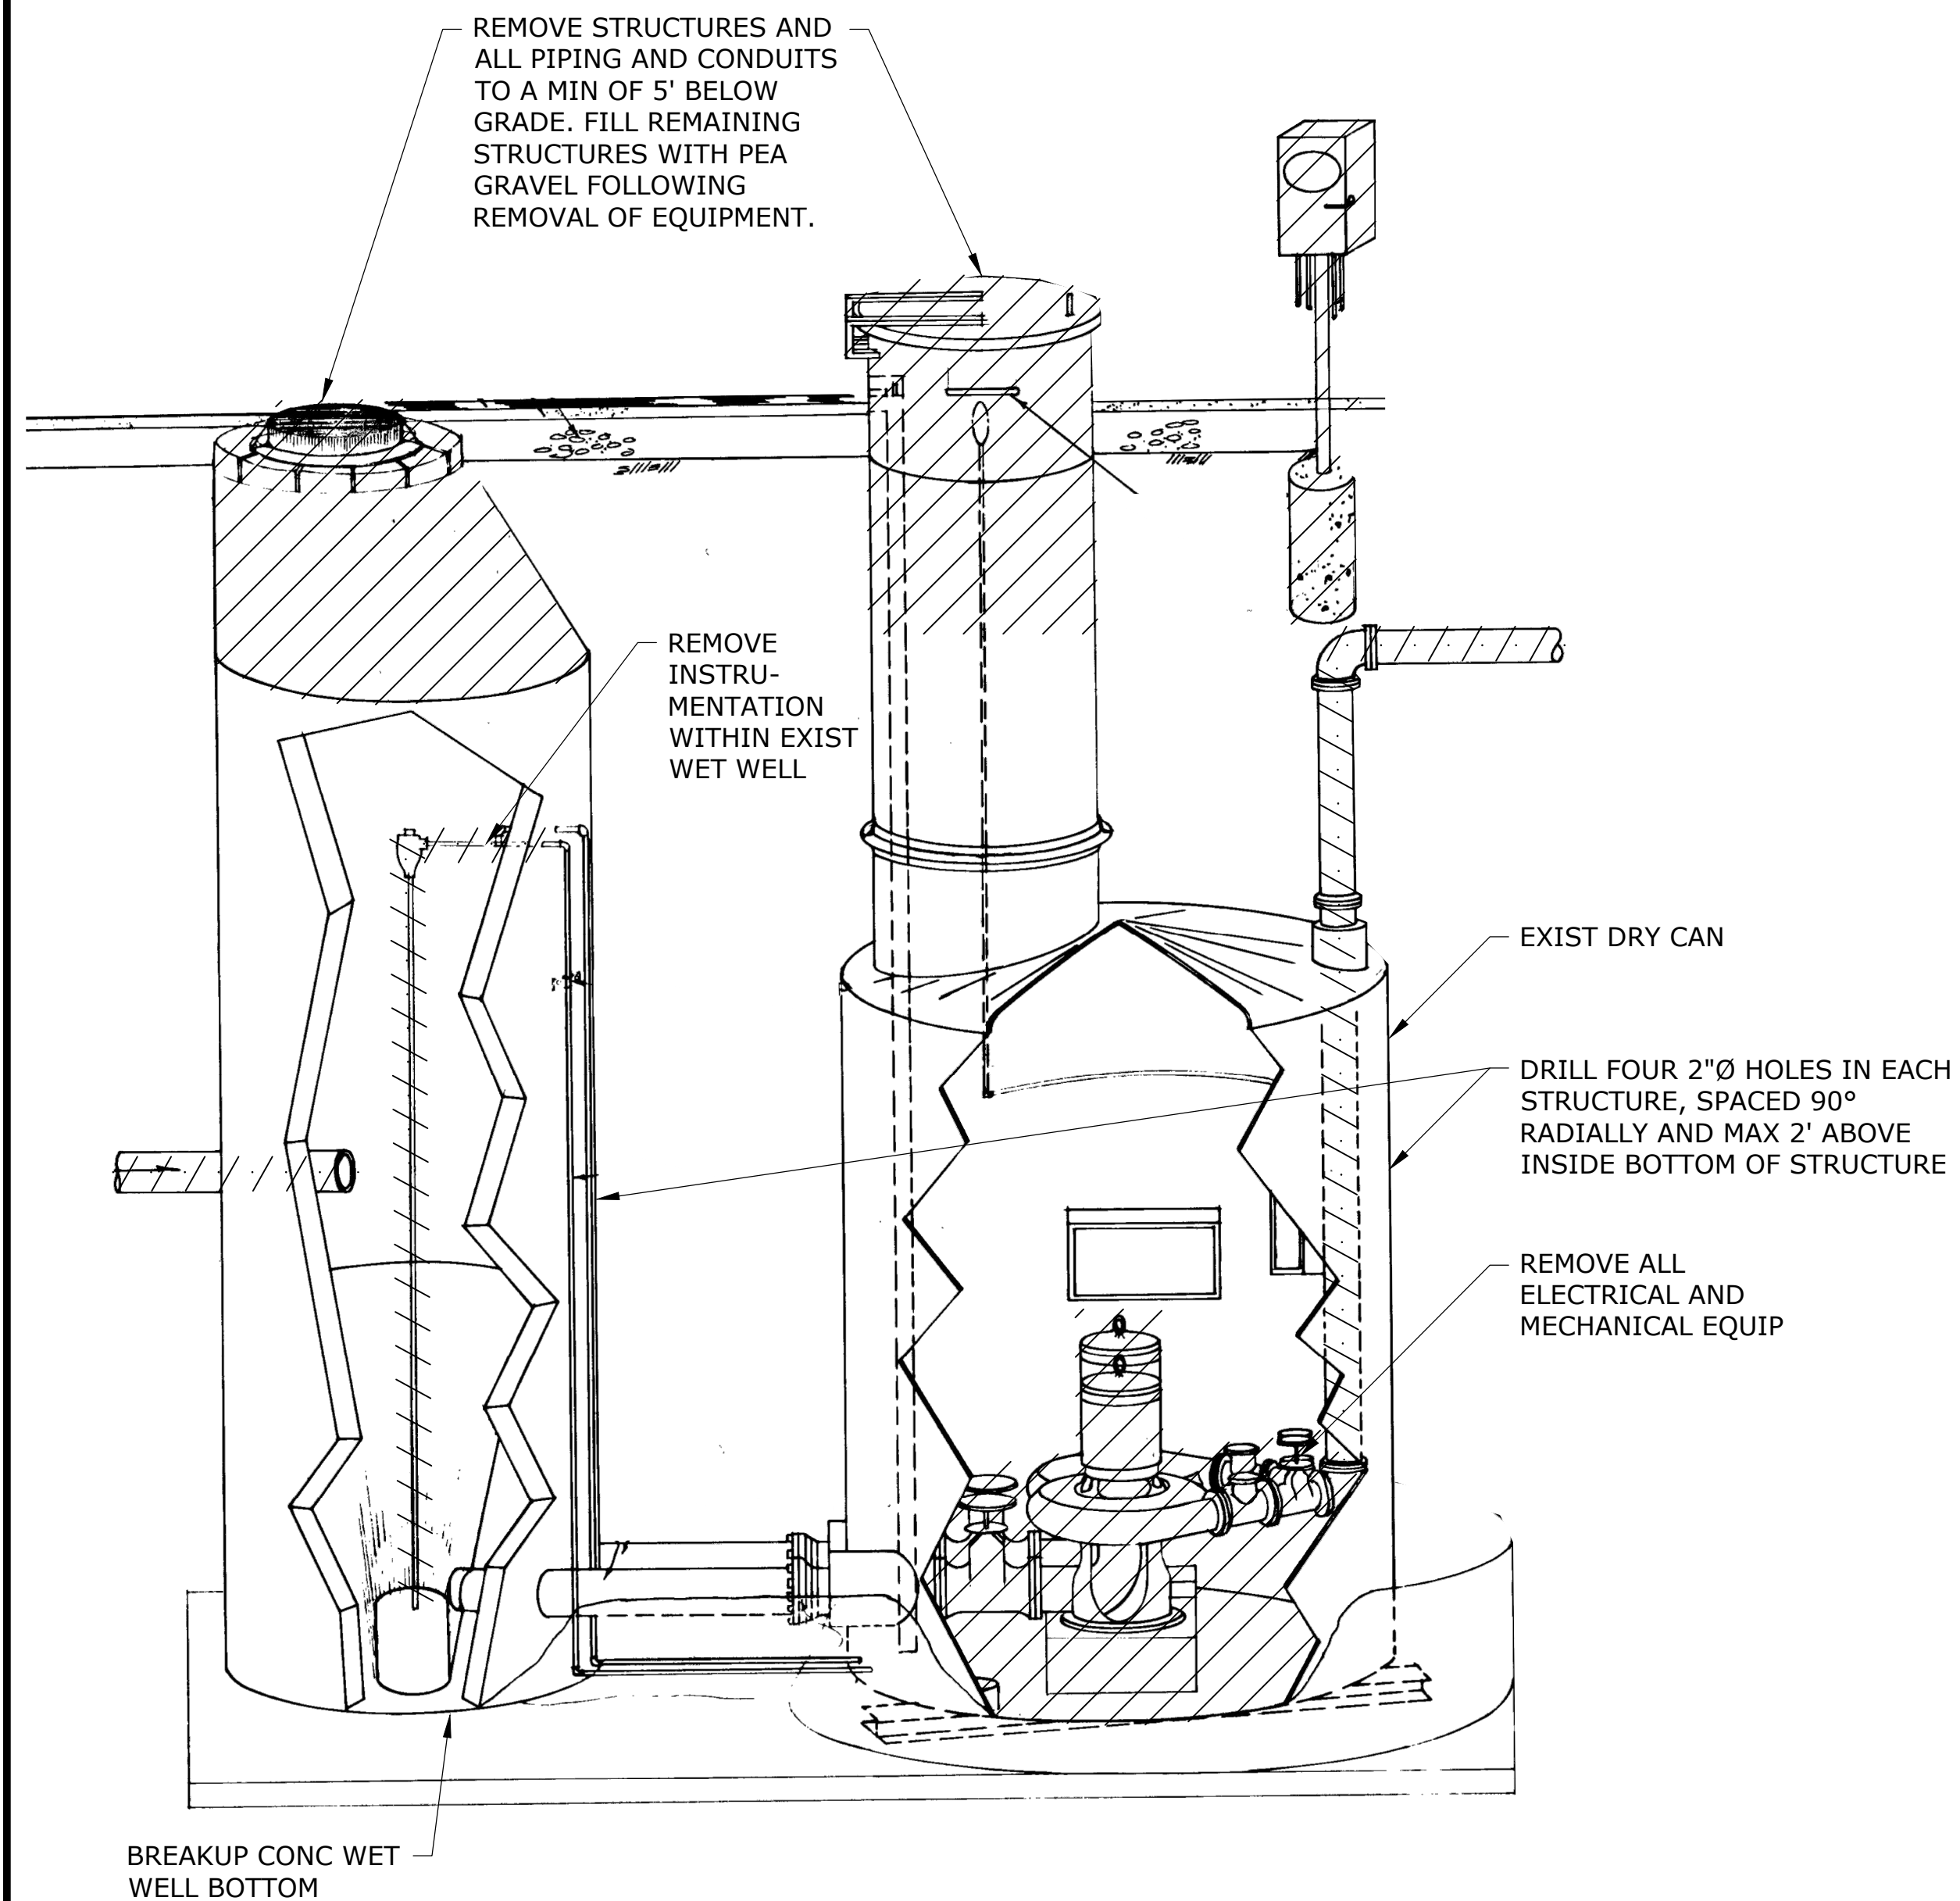 REMOVE STRUCTURES AND
ALL PIPING AND CONDUITS
TO A MIN OF 5' BELOW
GRADE. FILL REMAINING
STRUCTURES WITH PEA
GRAVEL FOLLOWING
REMOVAL OF EQUIPMENT.
REMOVE
INSTRU-
MENTATION
WITHIN EXIST
WET WELL
EXIST DRY CAN
DRILL FOUR 2"Ø HOLES IN EACH
STRUCTURE, SPACED 90°
RADIALLY AND MAX 2' ABOVE
INSIDE BOTTOM OF STRUCTURE
REMOVE ALL
ELECTRICAL AND
MECHANICAL EQUIP
BREAKUP CONC WET
WELL BOTTOM